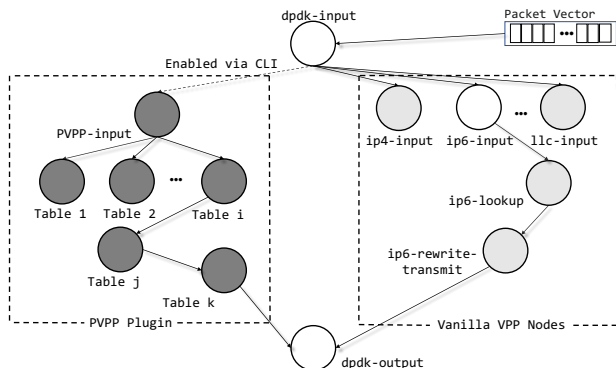 dpdk-input
Packet Vector
Enabled via CLI
PVPP-input
ip4-input
ip6-input
llc-input
Table 1
Table 2
Table i
ip6-lookup
Table j
ip6-rewrite-
transmit
Table k
PVPP Plugin
Vanilla VPP Nodes
dpdk-output